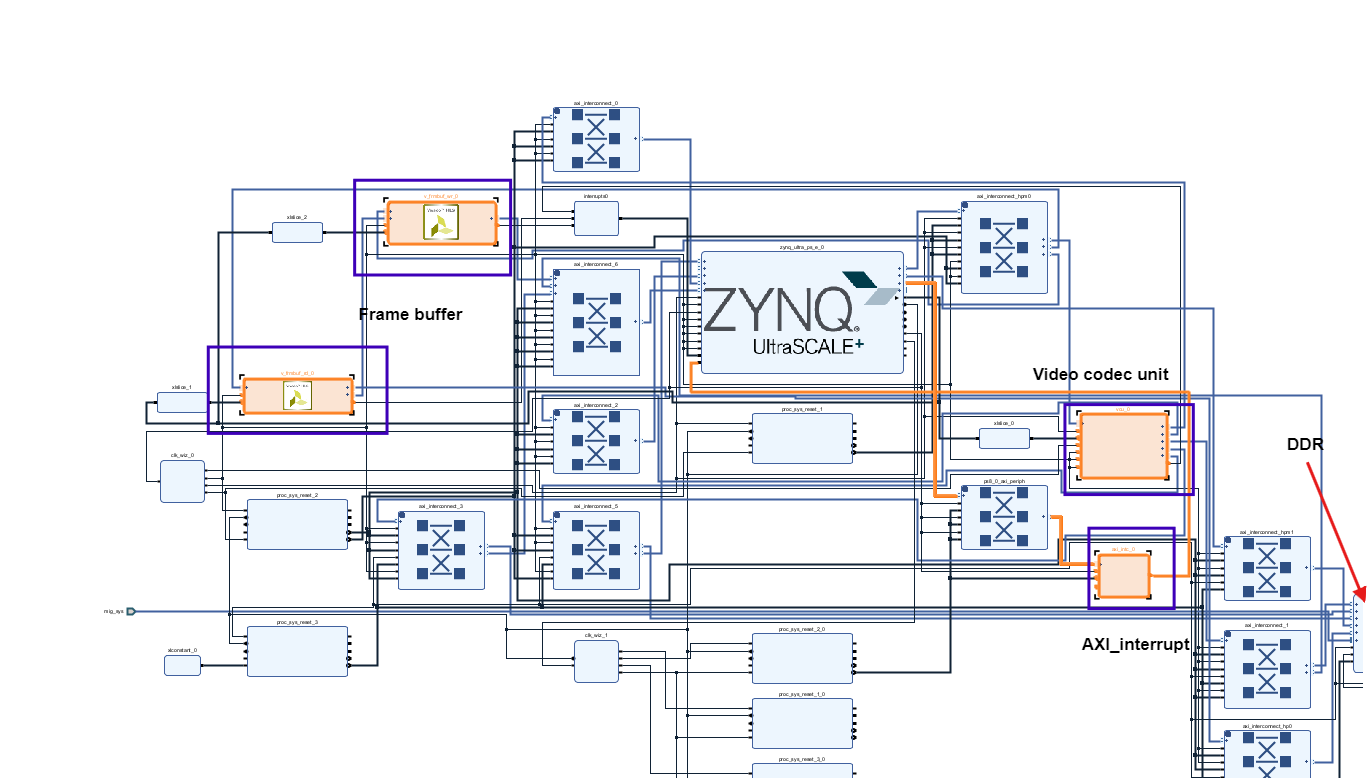 axi_interconnect_0
v_frmbuf_wr_0
interrupts0
xlslice_2
axi_interconnect_hpm0
zynq_ultra_ps_e_0
axi_interconnect_6
Frame buffer
ZYNQ
UltraSCALE+
v_frmbuf_rd_0
Video codec unit
xlslice_1
axi_interconnect_2
proc_sys_reset_1
vcu_0
xlslice_0
DDR
clk_wiz_0
ps8_0_axi_periph
proc_sys_reset_2
axi_interconnect_3
axi_interconnect_5
axi_interconnect_hpm1
axi_intc_0
mig_sys
proc_sys_reset_3
axi_interconnect_1
clk_wiz_1
proc_sys_reset_2_0
AXI_interrupt
xlconstant_0
proc_sys_reset_1_0
axi_interconnect_hp0
proc_sys_reset_3_0